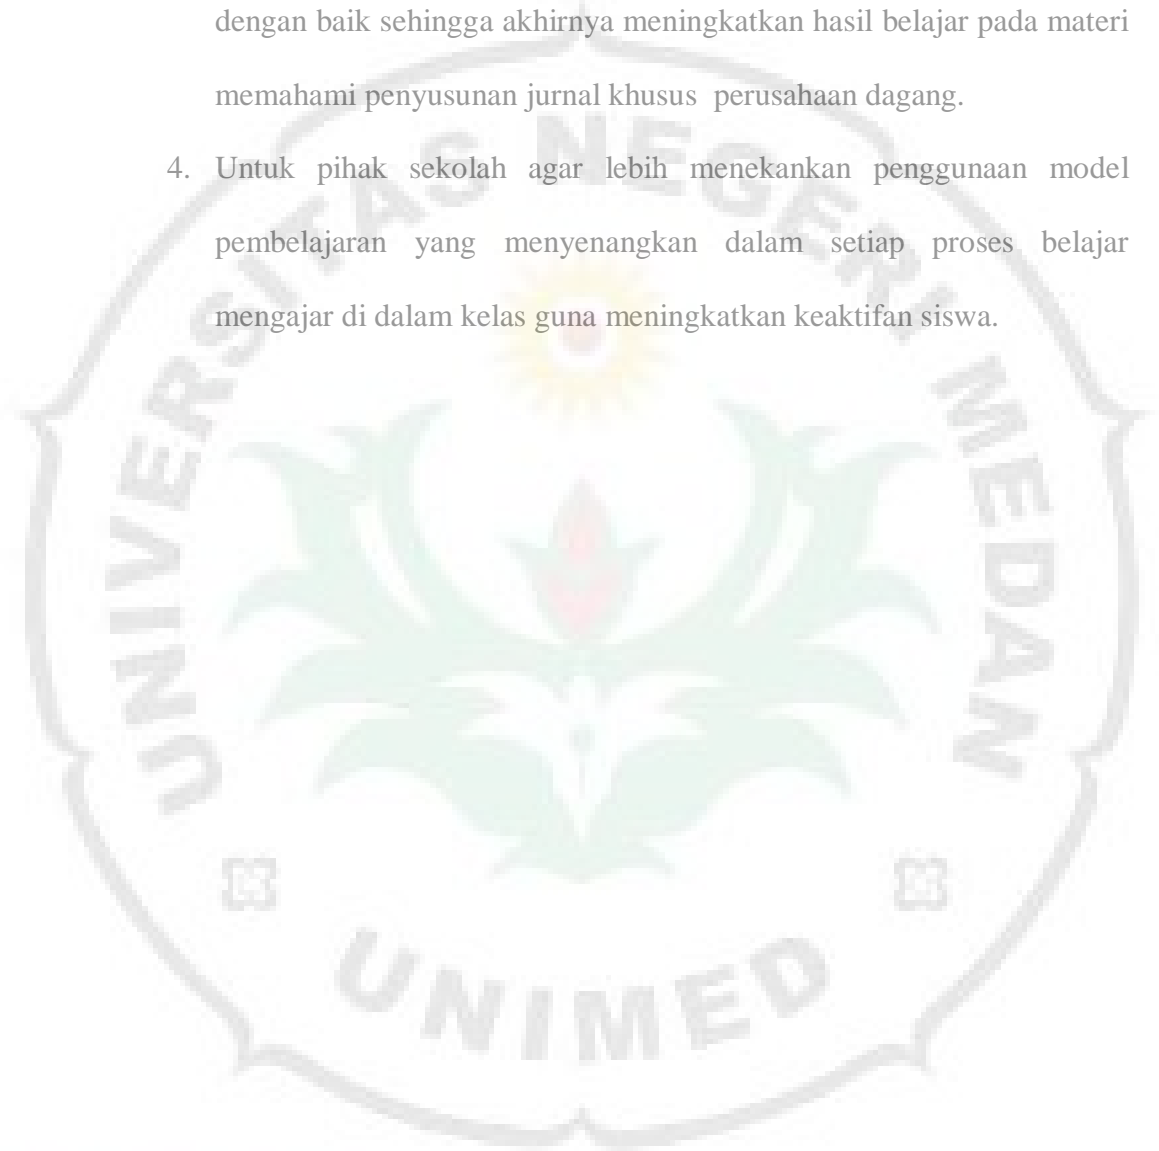 dengan baik sehingga akhirnya meningkatkan hasil belajar pada materi
memahami penyusunan jurnal khusus perusahaan dagang.
4. Untuk pihak sekolah agar lebih menekankan penggunaan model
pembelajaran yang menyenangkan dalam setiap proses belajar
mengajar di dalam kelas guna meningkatkan keaktifan siswa.
UNIVERSITAS NEGERI MEDAN
UNIMED